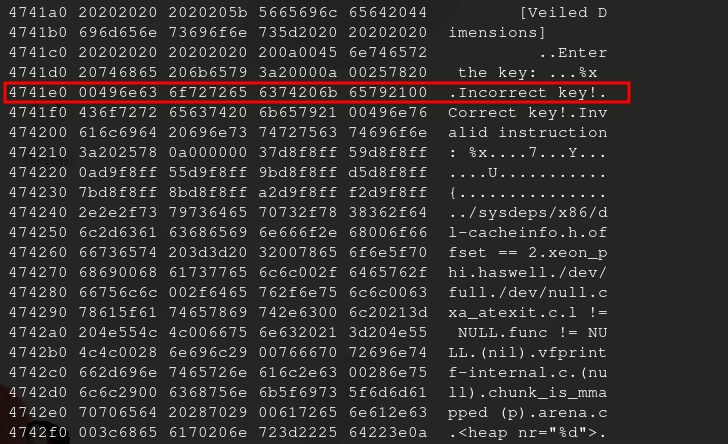 4741a0 20202020 2020205b 5665696c 65642044        [Veiled D
4741b0 696d656e 73696f6e 735d2020 20202020 imensions]
4741c0 20202020 20202020 200a0045 6e746572          ..Enter
4741d0 20746865 206b6579 3a20000a 00257820  the key: ...%x
4741e0 00496e63 6f727265 6374206b 65792100 .Incorrect key!.
4741f0 436f7272 65637420 6b657921 00496e76 Correct key!.Inv
474200 616c6964 20696e73 74727563 74696f6e alid instruction
474210 3a202578 0a000000 37d8f8ff 59d8f8ff : %x....7...Y...
474220 0ad9f8ff 55d9f8ff 9bd8f8ff d5d8f8ff ....U...........
474230 7bd8f8ff 8bd8f8ff a2d9f8ff f2d9f8ff {...............
474240 2e2e2f73 79736465 70732f78 38362f64 ../sysdeps/x86/d
474250 6c2d6361 63686569 6e666f2e 68006f66 l-cacheinfo.h.of
474260 66736574 203d3d20 32007865 6f6e5f70 fset == 2.xeon_p
474270 68690068 61737765 6c6c002f 6465762f hi.haswell./dev/
474280 66756c6c 002f6465 762f6e75 6c6c0063 full./dev/null.c
474290 78615f61 74657869 742e6300 6c20213d xa_atexit.c.l !=
4742a0 204e554c 4c006675 6e632021 3d204e55  NULL.func != NU
4742b0 4c4c0028 6e696c29 00766670 72696e74 LL.(nil).vfprint
4742c0 662d696e 7465726e 616c2e63 00286e75 f-internal.c.(nu
4742d0 6c6c2900 6368756e 6b5f6973 5f6d6d61 ll).chunk_is_mma
4742e0 70706564 20287029 00617265 6e612e63 pped (p).arena.c
4742f0 003c6865 6170206e 723d2225 64223e0a .<heap nr="%d">.